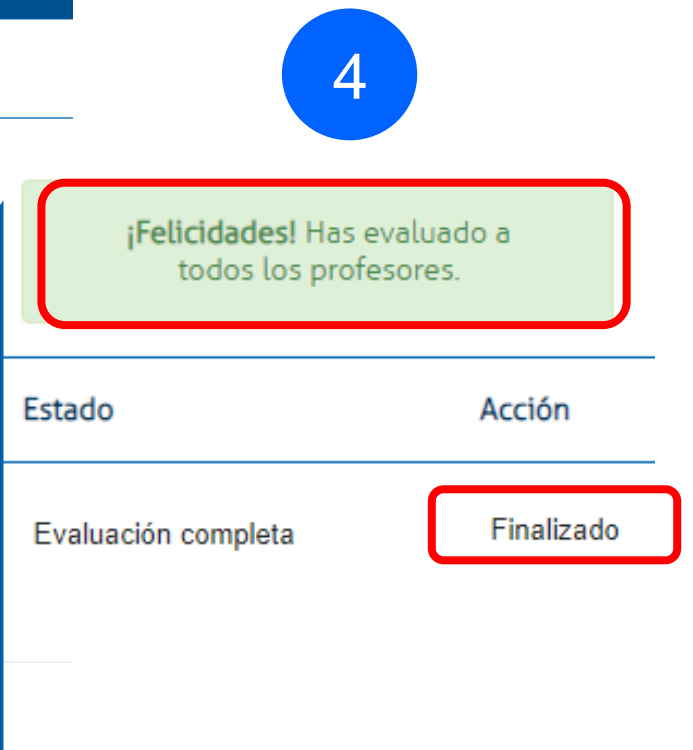 4
¡Felicidades! Has evaluado a
todos los profesores.
Estado Acción
Evaluación completa Finalizado